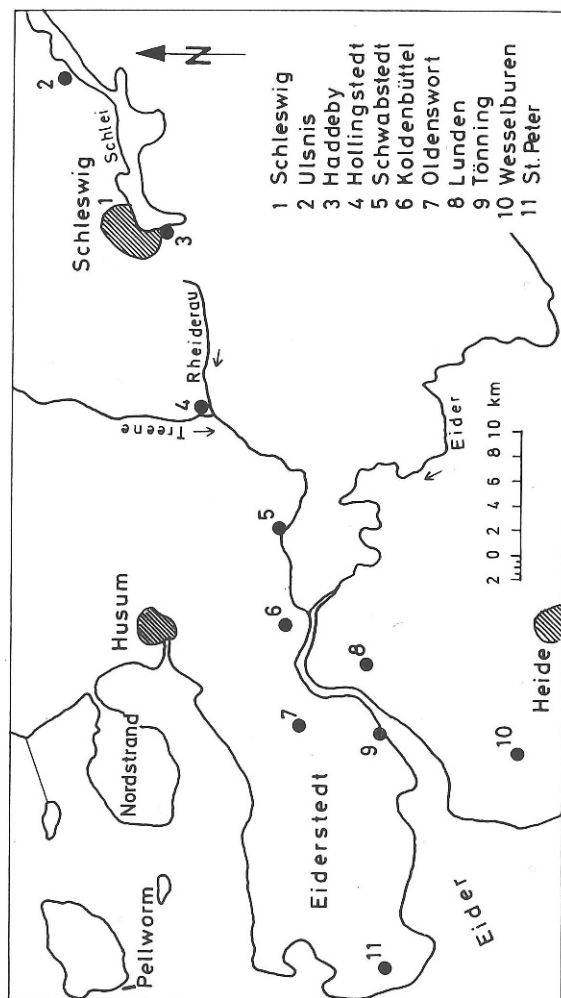 Pellworm
Nordstrand
Husum
Schleswig
1
Schlei
2
3
N
Treene
Rheiderau
4
5
6
7
Eiderstedt
8
9
10
11
Eider
Eider
Heide
2 0 2 4 6 8 10 km
1 Schleswig
2 Ulsnis
3 Haddeby
4 Hollingstedt
5 Schwabstedt
6 Koldenbüttel
7 Oldenswort
8 Lunden
9 Tönning
10 Wesselburen
11 St. Peter